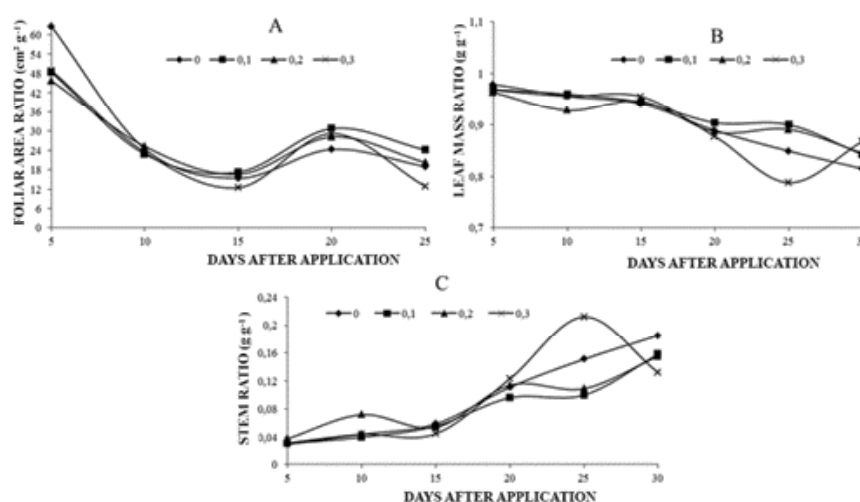 A
FOLIAR AREA RATIO (cm² g⁻¹)
60
54
48
42
36
30
24
18
12
6
0
0 0,1 0,2 0,3
5 10 15 20 25
DAYS AFTER APPLICATION
B
LEAF MASS RATIO (g g⁻¹)
1,1
1
0,9
0,8
0,7
0 0,1 0,2 0,3
5 10 15 20 25 3
DAYS AFTER APPLICATION
C
STEM RATIO (g g⁻¹)
0,24
0,2
0,16
0,12
0,08
0,04
0
0 0,1 0,2 0,3
5 10 15 20 25 30
DAYS AFTER APPLICATION